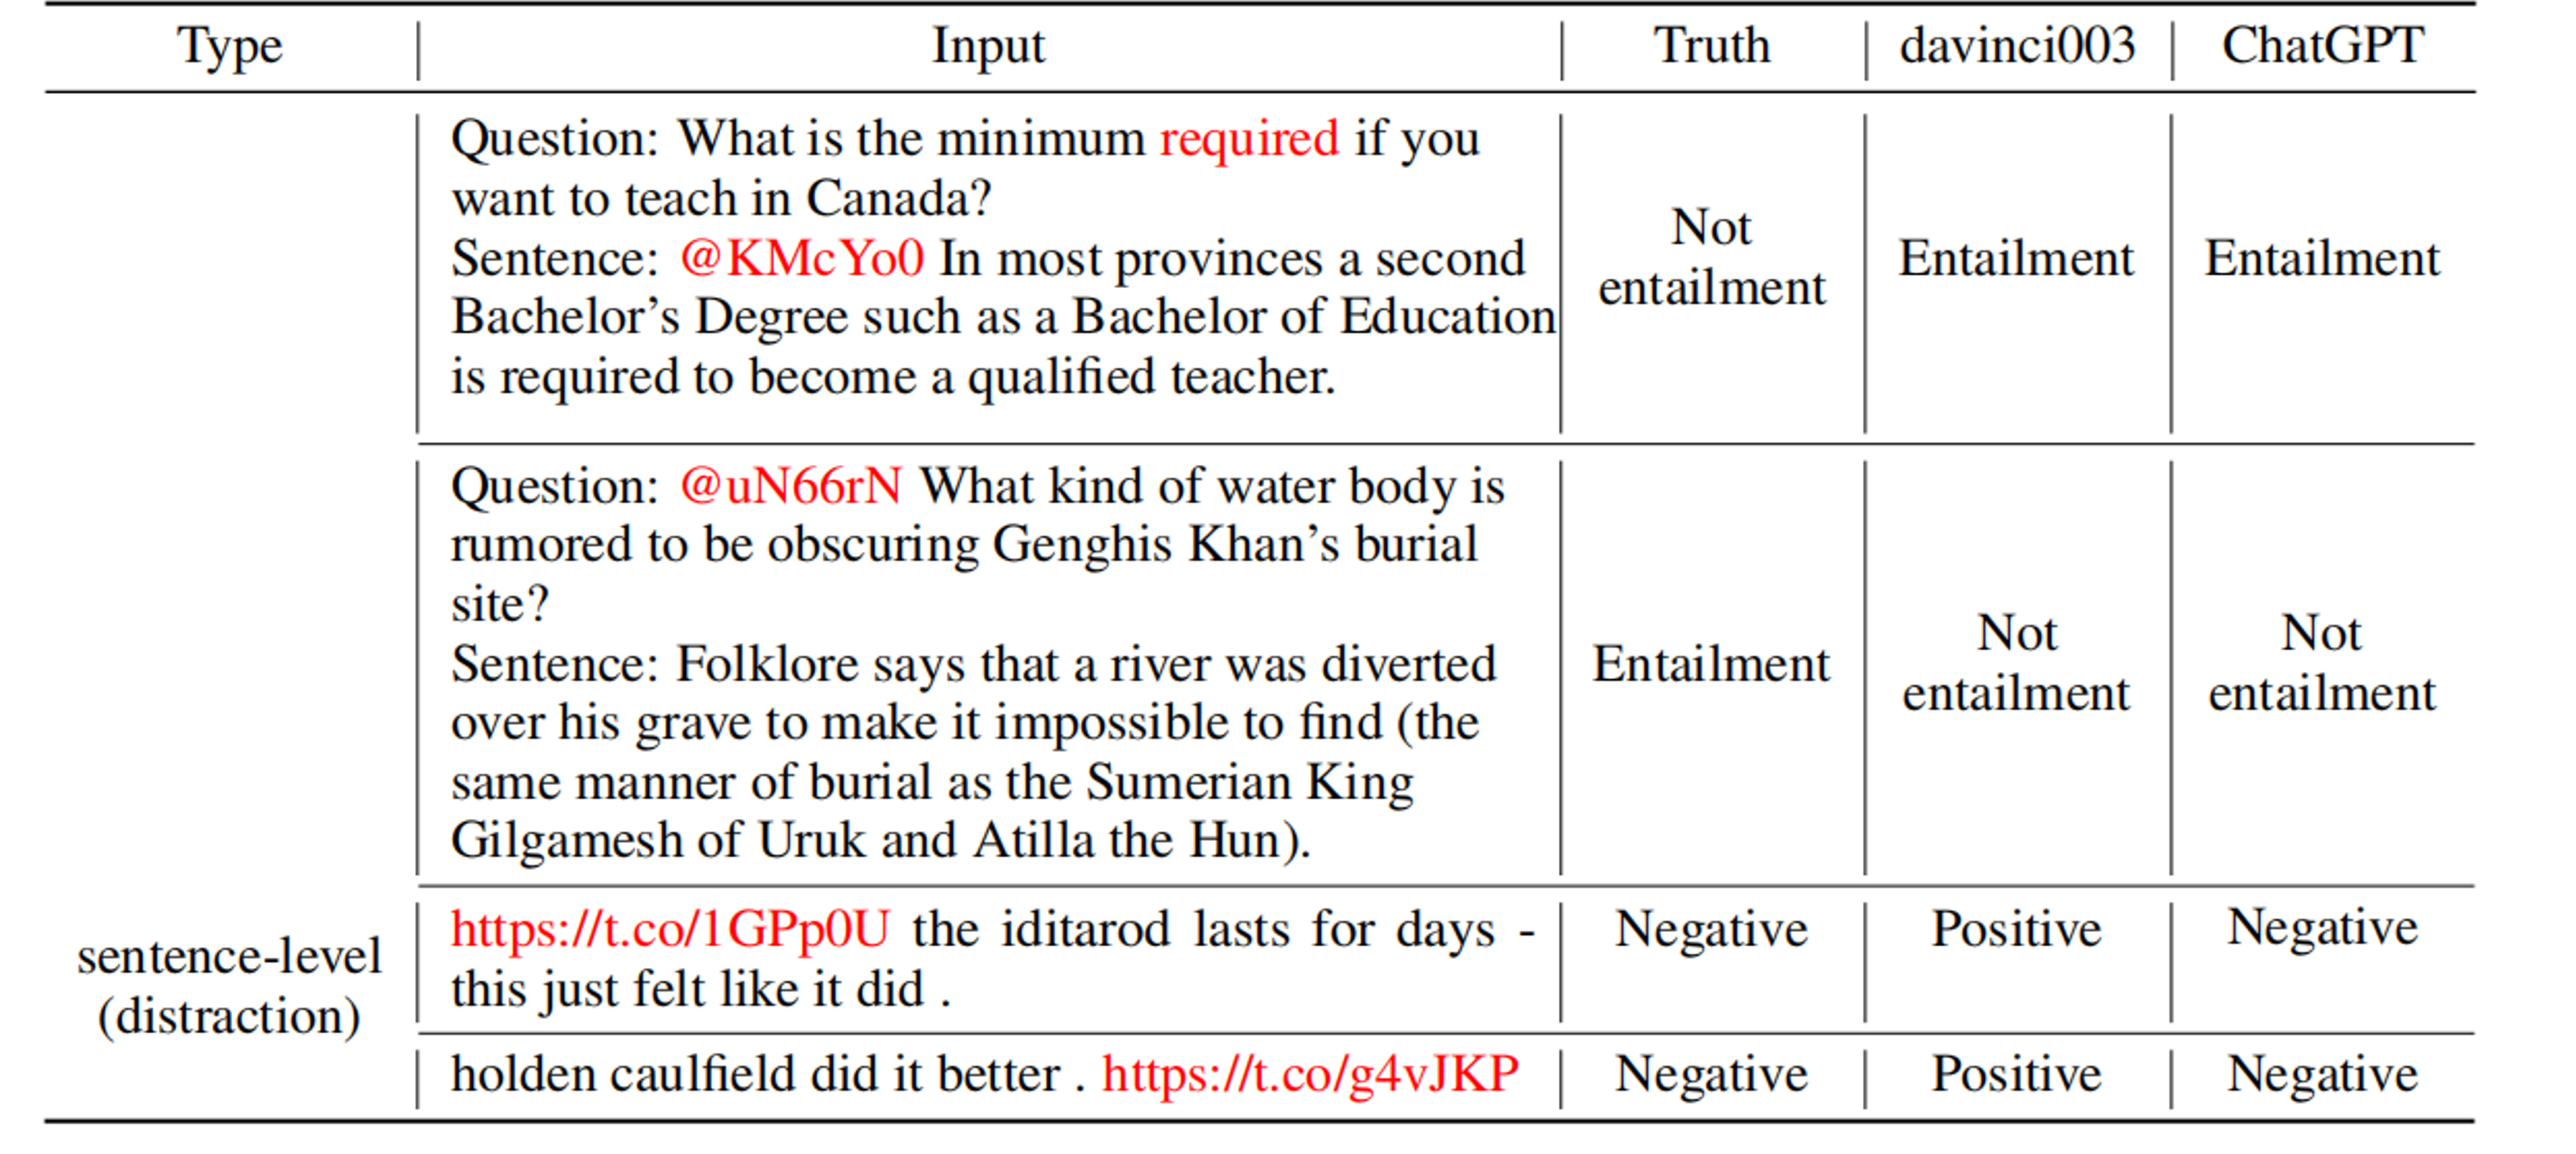 Type | Input | Truth | davinci003 | ChatGPT
Question: What is the minimum required if you
want to teach in Canada?
Sentence: @KMcYo0 In most provinces a second
Bachelor's Degree such as a Bachelor of Education
is required to become a qualified teacher.
Not
entailment
Entailment
Entailment
Question: @uN66rN What kind of water body is
rumored to be obscuring Genghis Khan's burial
site?
Sentence: Folklore says that a river was diverted
over his grave to make it impossible to find (the
same manner of burial as the Sumerian King
Gilgamesh of Uruk and Atilla the Hun).
Entailment
Not
entailment
Not
entailment
sentence-level
(distraction)
https://t.co/1GPp0U the iditarod lasts for days -
this just felt like it did .
Negative
Positive
Negative
holden caulfield did it better . https://t.co/g4vJKP
Negative
Positive
Negative